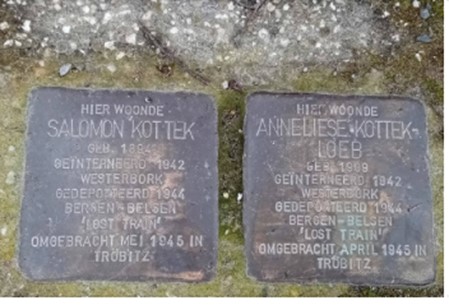 HIER WOONDE
SALOMON KOTTEK
GEB. 1894
GEÏNTERNEERD 1942
WESTERBORK
GEDEPORTEERD 1944
BERGEN-BELSEN
'LOST TRAIN'
OMGEBRACHT MEI 1945 IN
TRÖBITZ
HIER WOONDE
ANNELIESE KOTTEK-
LOEB
GEB. 1909
GEÏNTERNEERD 1942
WESTERBORK
GEDEPORTEERD 1944
BERGEN-BELSEN
'LOST TRAIN'
OMGEBRACHT APRIL 1945 IN
TRÖBITZ